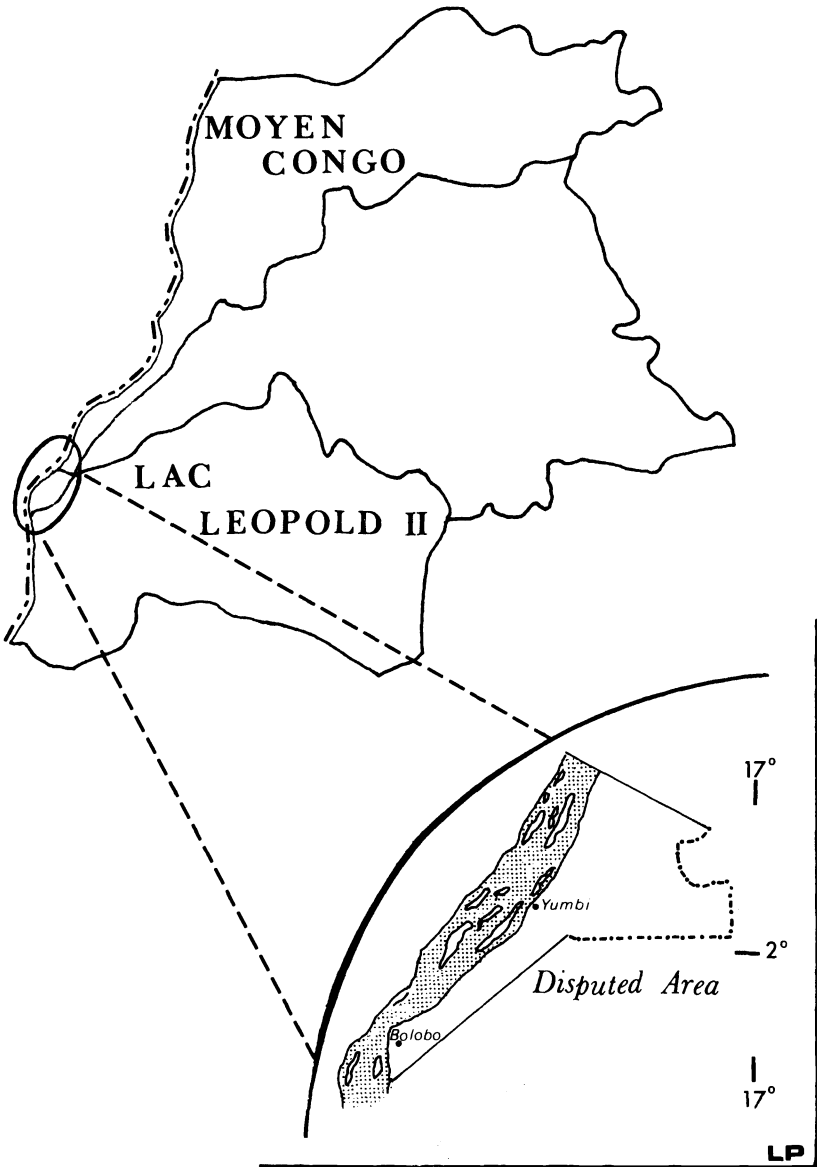 MOYEN
CONGO
LAC
LEOPOLD II
17°
Yumbi
2°
Disputed Area
Bolobo
17°
LP